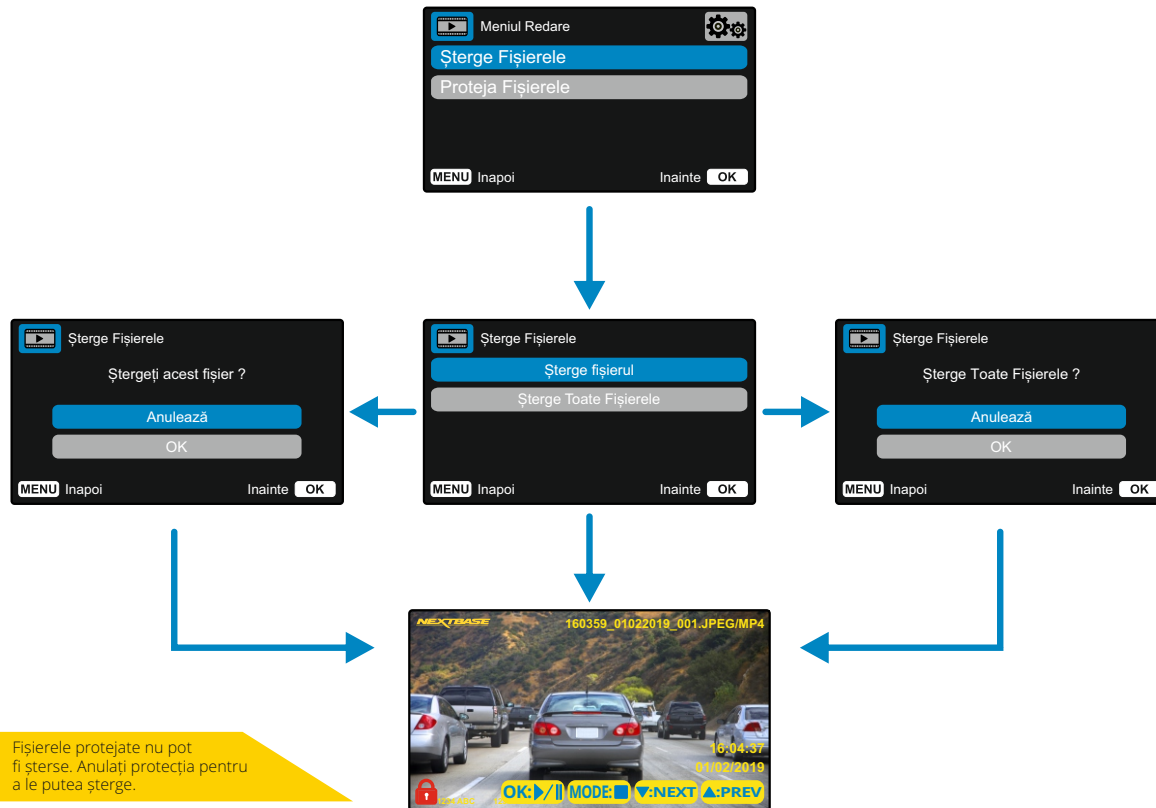 Meniul Redare
Șterge Fișierele
Proteja Fișierele
MENU Inapoi Inainte OK
Șterge Fișierele
Ștergeți acest fișier ?
Anulează
OK
MENU Inapoi Inainte OK
Șterge Fișierele
Șterge fișierul
Șterge Toate Fișierele
MENU Inapoi Inainte OK
Șterge Fișierele
Șterge Toate Fișierele ?
Anulează
OK
MENU Inapoi Inainte OK
NEXTBASE 160359_01022019_001.JPEG/MP4
16:04:37
01/02/2019
OK:▶/|| MODE:■ ▼:NEXT ▲:PREV
Fișierele protejate nu pot
fi șterse. Anulați protecția pentru
a le putea șterge.